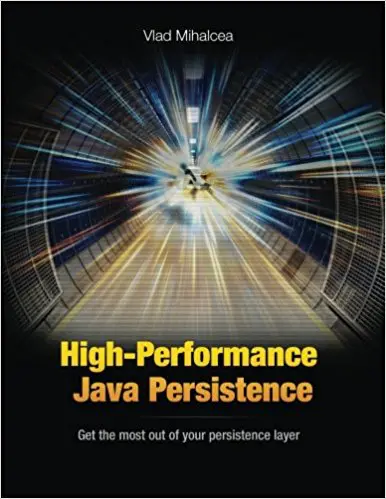 Vlad Mihalcea
High-Performance
Java Persistence
Get the most out of your persistence layer